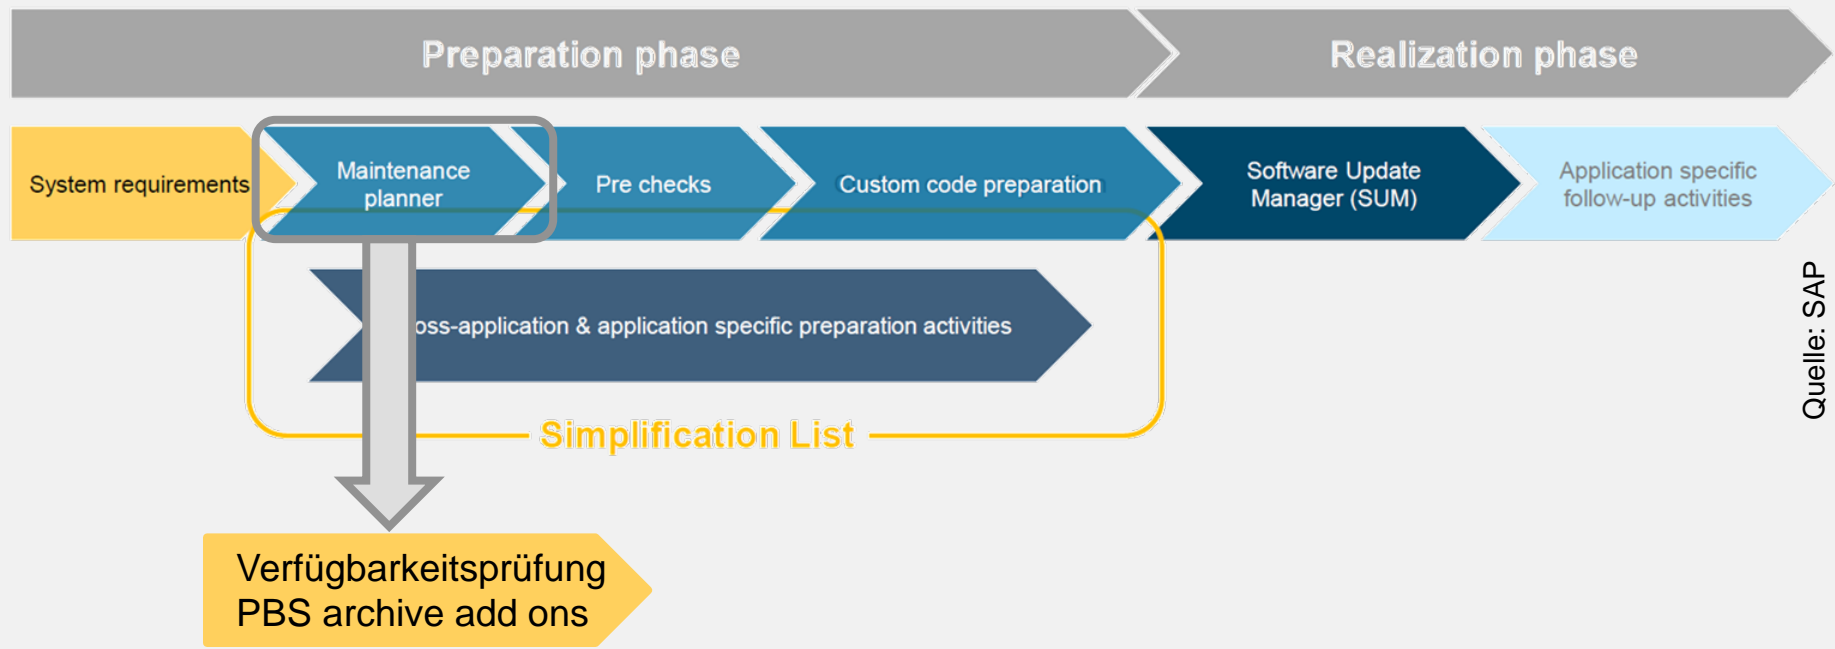 Preparation phase
Realization phase
System requirements
Maintenance
planner
Pre checks
Custom code preparation
Software Update
Manager (SUM)
Application specific
follow-up activities
oss-application & application specific preparation activities
Simplification List
Quelle: SAP
Verfügbarkeitsprüfung
PBS archive add ons